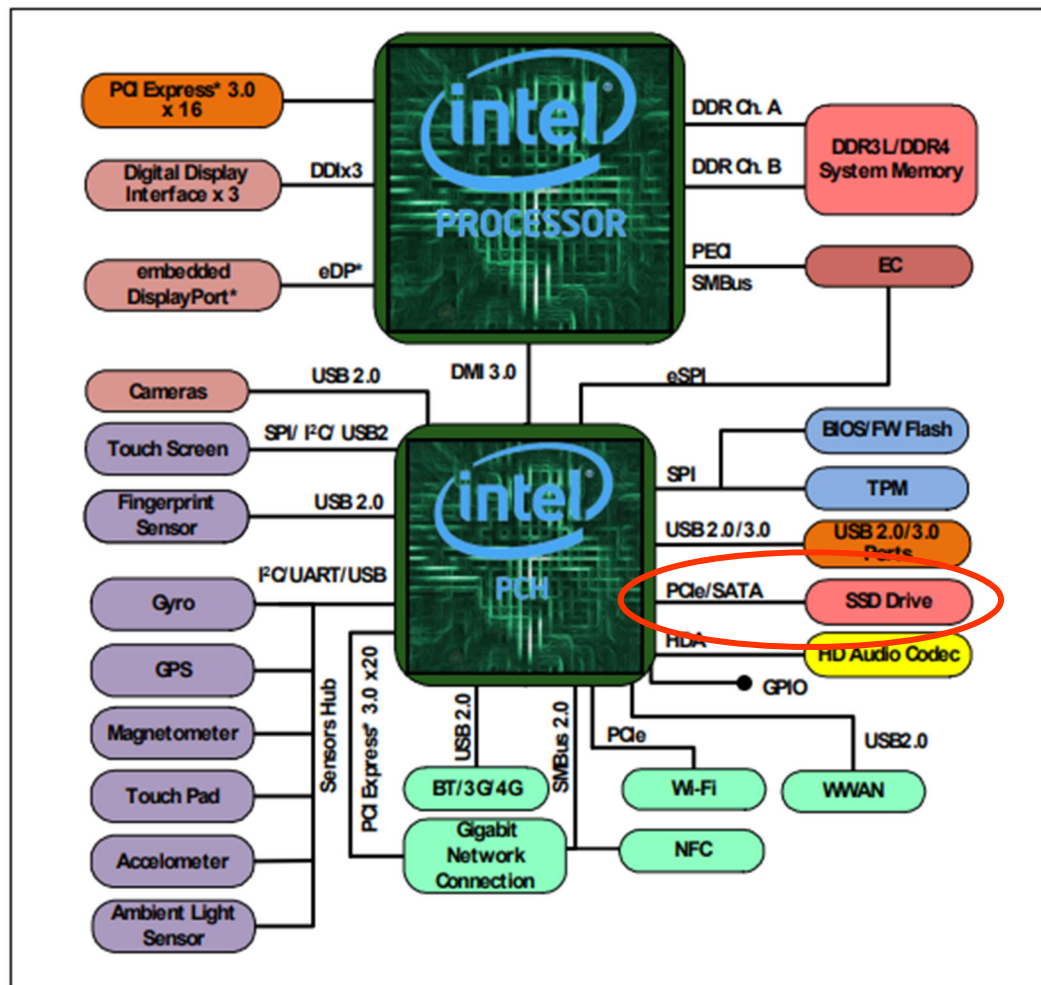 intel®
PROCESSOR
PCI Express* 3.0
x 16
Digital Display
Interface x 3
DDIx3
embedded
DisplayPort*
eDP*
DDR Ch. A
DDR Ch. B
DDR3L/DDR4
System Memory
PECI
SMBus
EC
DMI 3.0
eSPI
Cameras
USB 2.0
Touch Screen
SPI/ I²C/ USB2
Fingerprint
Sensor
USB 2.0
intel®
PCH
SPI
BIOS/FW Flash
TPM
USB 2.0/3.0
USB 2.0/3.0
Ports
PCIe/SATA
SSD Drive
HDA
HD Audio Codec
GPIO
I²C/UART/USB
Gyro
GPS
Magnetometer
Touch Pad
Accelometer
Ambient Light
Sensor
Sensors Hub
PCI Express* 3.0 x20
USB 2.0
SMBus 2.0
PCIe
USB2.0
BT/3G/4G
Wi-Fi
WWAN
Gigabit
Network
Connection
NFC